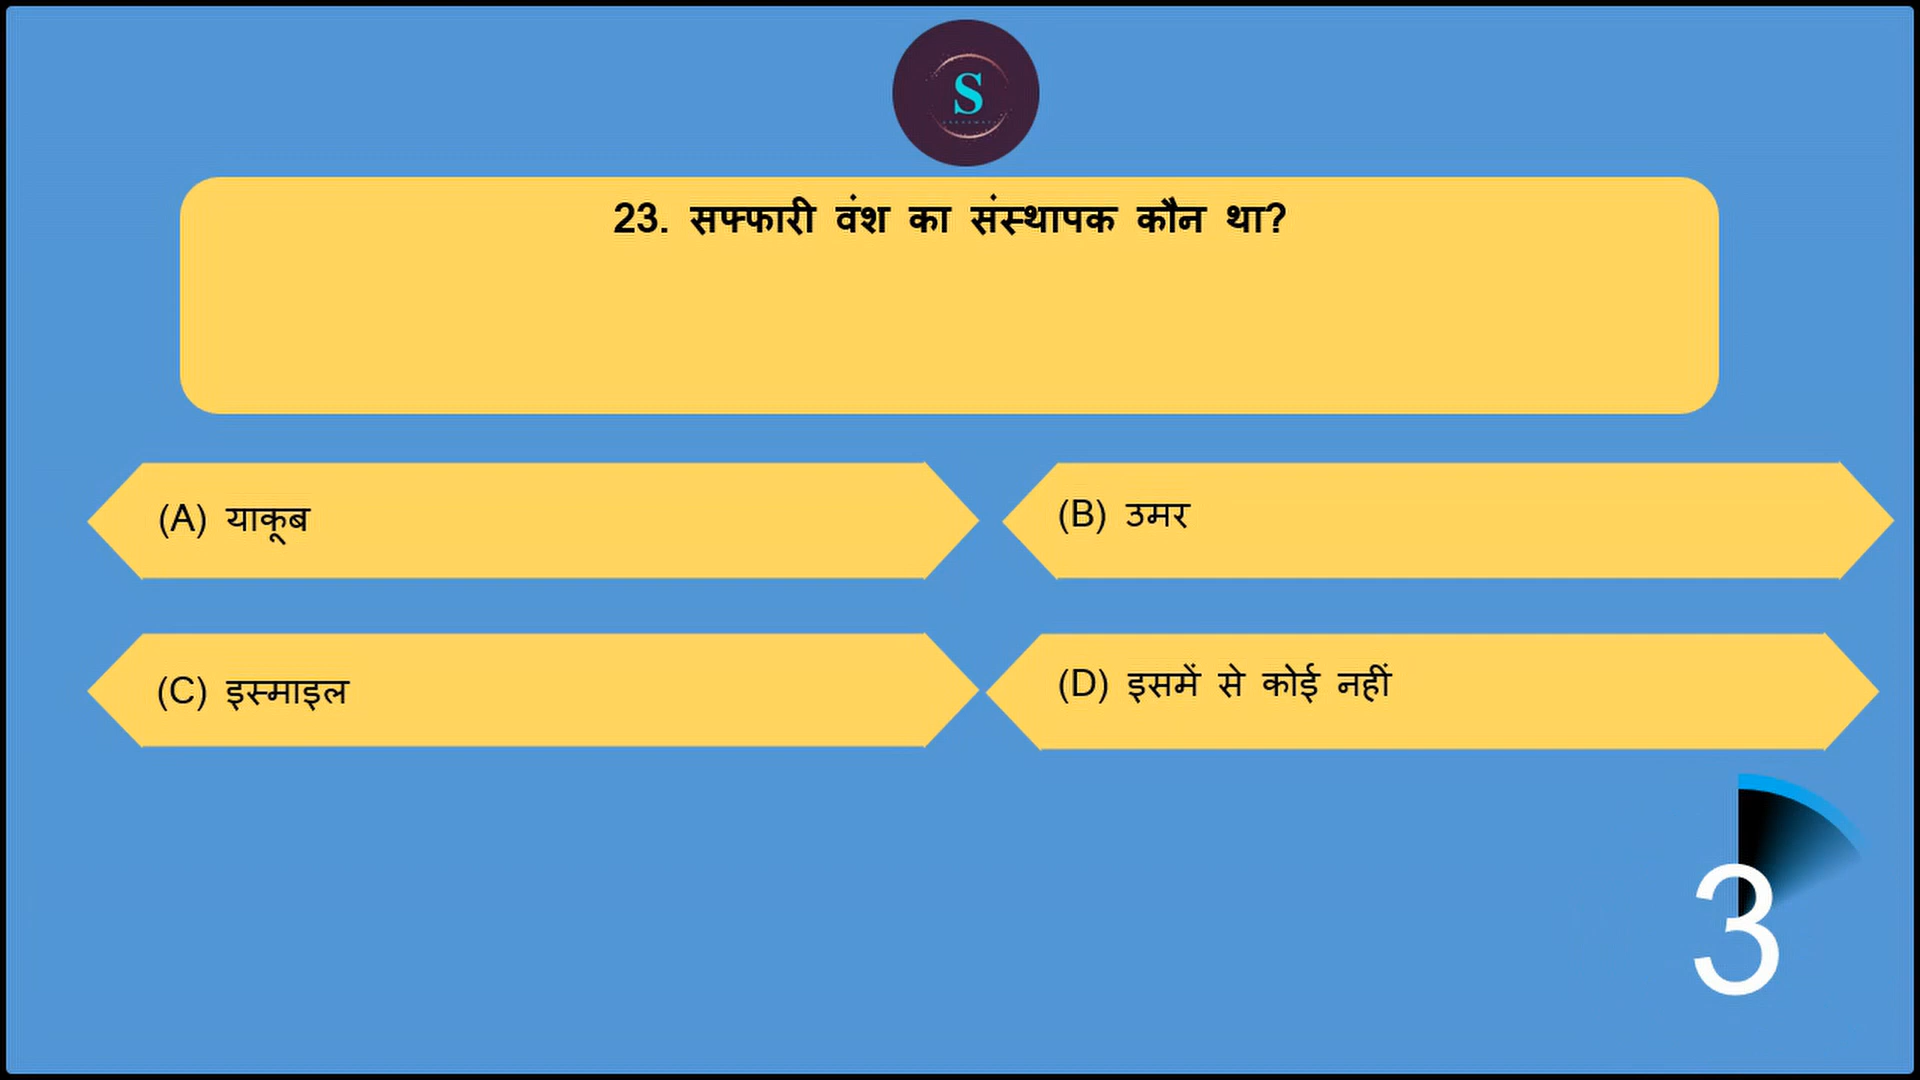 S
23. सफ्फारी वंश का संस्थापक कौन था?
(A) याकूब
(B) उमर
(C) इस्माइल
(D) इसमें से कोई नहीं
3